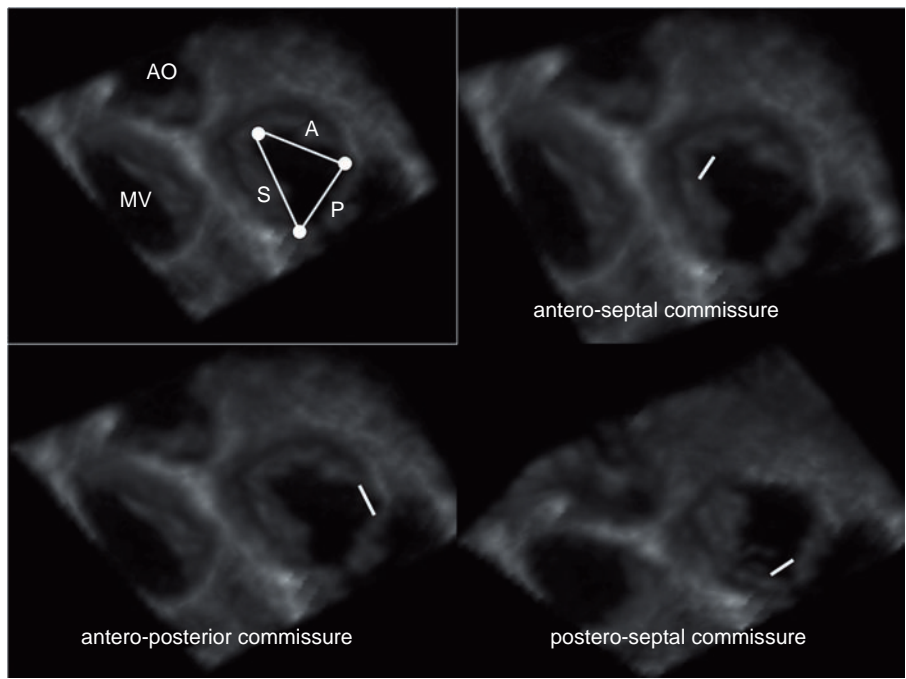 AO
A
MV
S
P
antero-septal commissure
antero-posterior commissure
postero-septal commissure